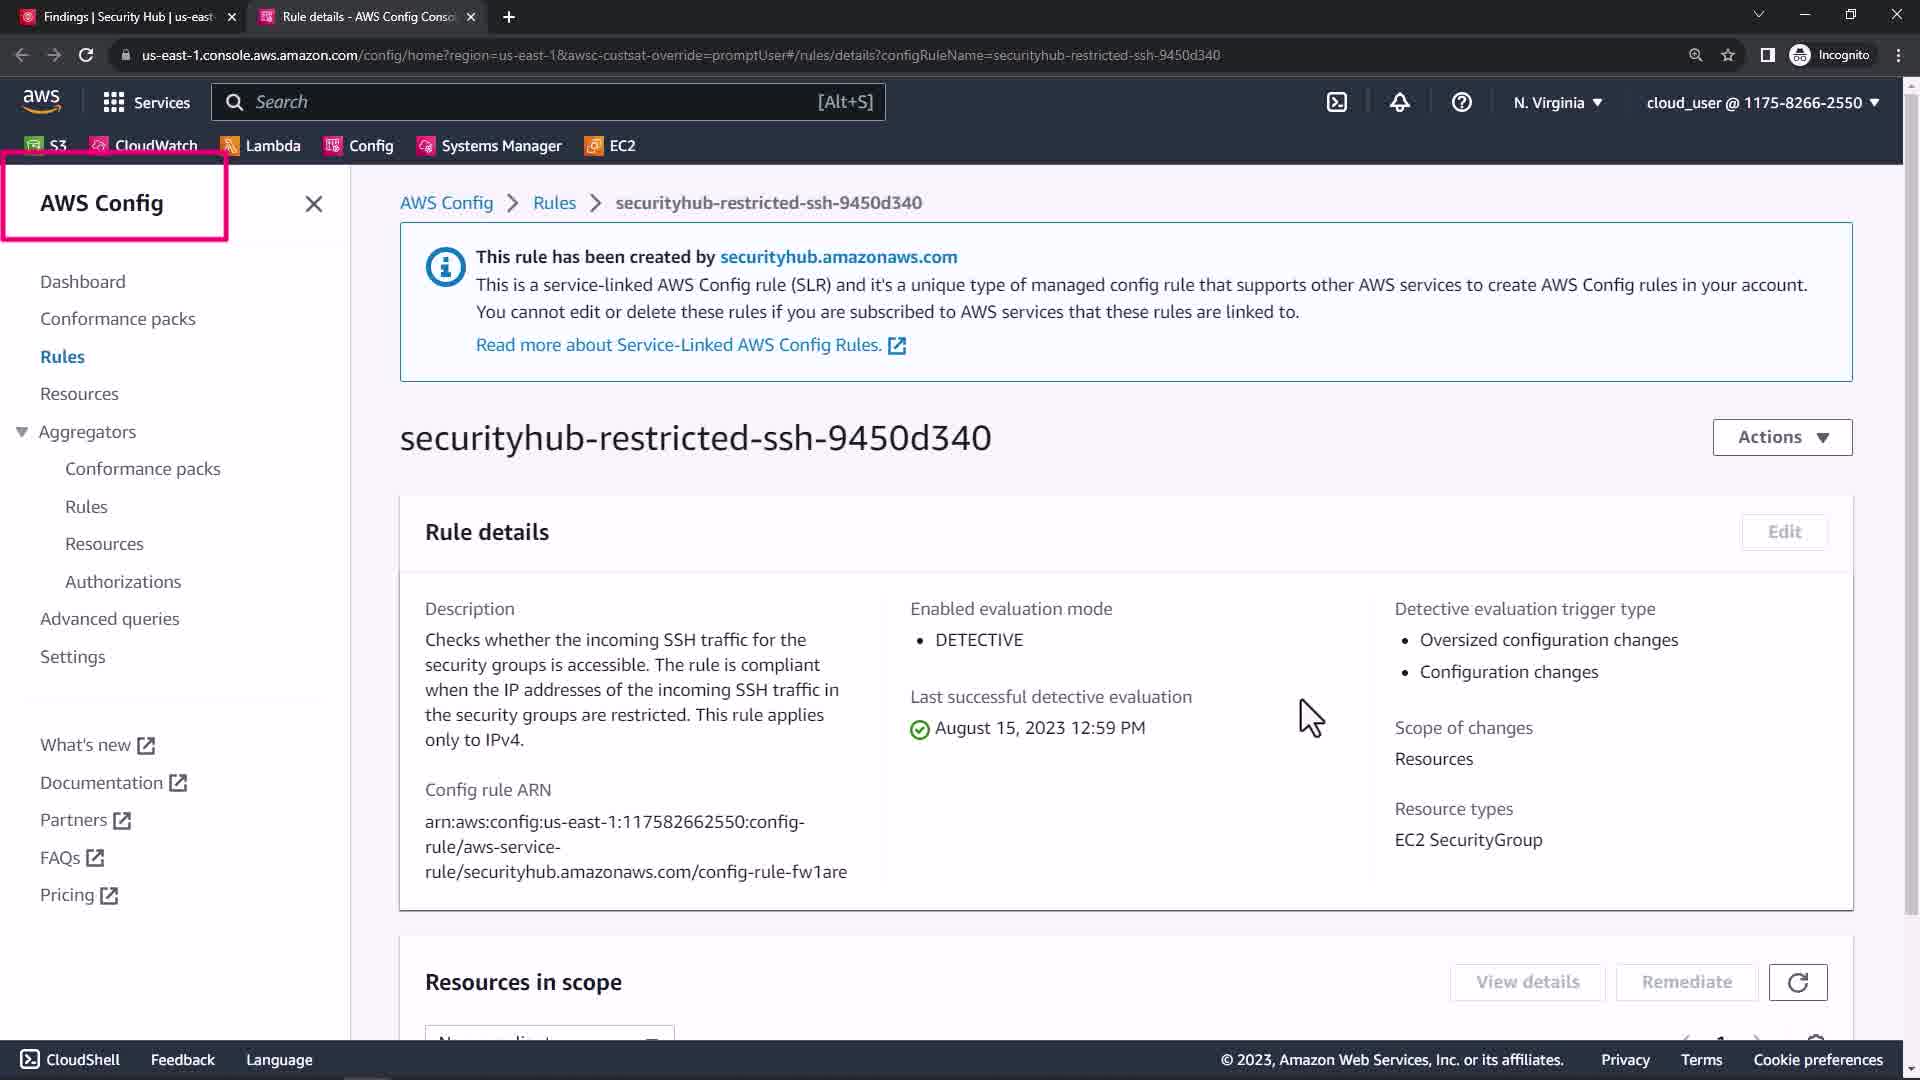 Findings | Security Hub | us-east
Rule details - AWS Config Conso
us-east-1.console.aws.amazon.com/config/home?region=us-east-1&awsc-custsat-override=promptUser#/rules/details?configRuleName=securityhub-restricted-ssh-9450d340
Incognito
aws
Services
Search
[Alt+S]
N. Virginia
cloud_user @ 1175-8266-2550
S3
CloudWatch
Lambda
Config
Systems Manager
EC2
AWS Config
Dashboard
Conformance packs
Rules
Resources
Aggregators
Conformance packs
Rules
Resources
Authorizations
Advanced queries
Settings
What's new
Documentation
Partners
FAQs
Pricing
AWS Config > Rules > securityhub-restricted-ssh-9450d340
This rule has been created by securityhub.amazonaws.com
This is a service-linked AWS Config rule (SLR) and it's a unique type of managed config rule that supports other AWS services to create AWS Config rules in your account.
You cannot edit or delete these rules if you are subscribed to AWS services that these rules are linked to.
Read more about Service-Linked AWS Config Rules.
securityhub-restricted-ssh-9450d340
Actions
Rule details
Edit
Description
Checks whether the incoming SSH traffic for the
security groups is accessible. The rule is compliant
when the IP addresses of the incoming SSH traffic in
the security groups are restricted. This rule applies
only to IPv4.
Config rule ARN
arn:aws:config:us-east-1:117582662550:config-
rule/aws-service-
rule/securityhub.amazonaws.com/config-rule-fw1are
Enabled evaluation mode
DETECTIVE
Last successful detective evaluation
August 15, 2023 12:59 PM
Detective evaluation trigger type
Oversized configuration changes
Configuration changes
Scope of changes
Resources
Resource types
EC2 SecurityGroup
Resources in scope
View details
Remediate
CloudShell
Feedback
Language
© 2023, Amazon Web Services, Inc. or its affiliates.
Privacy
Terms
Cookie preferences